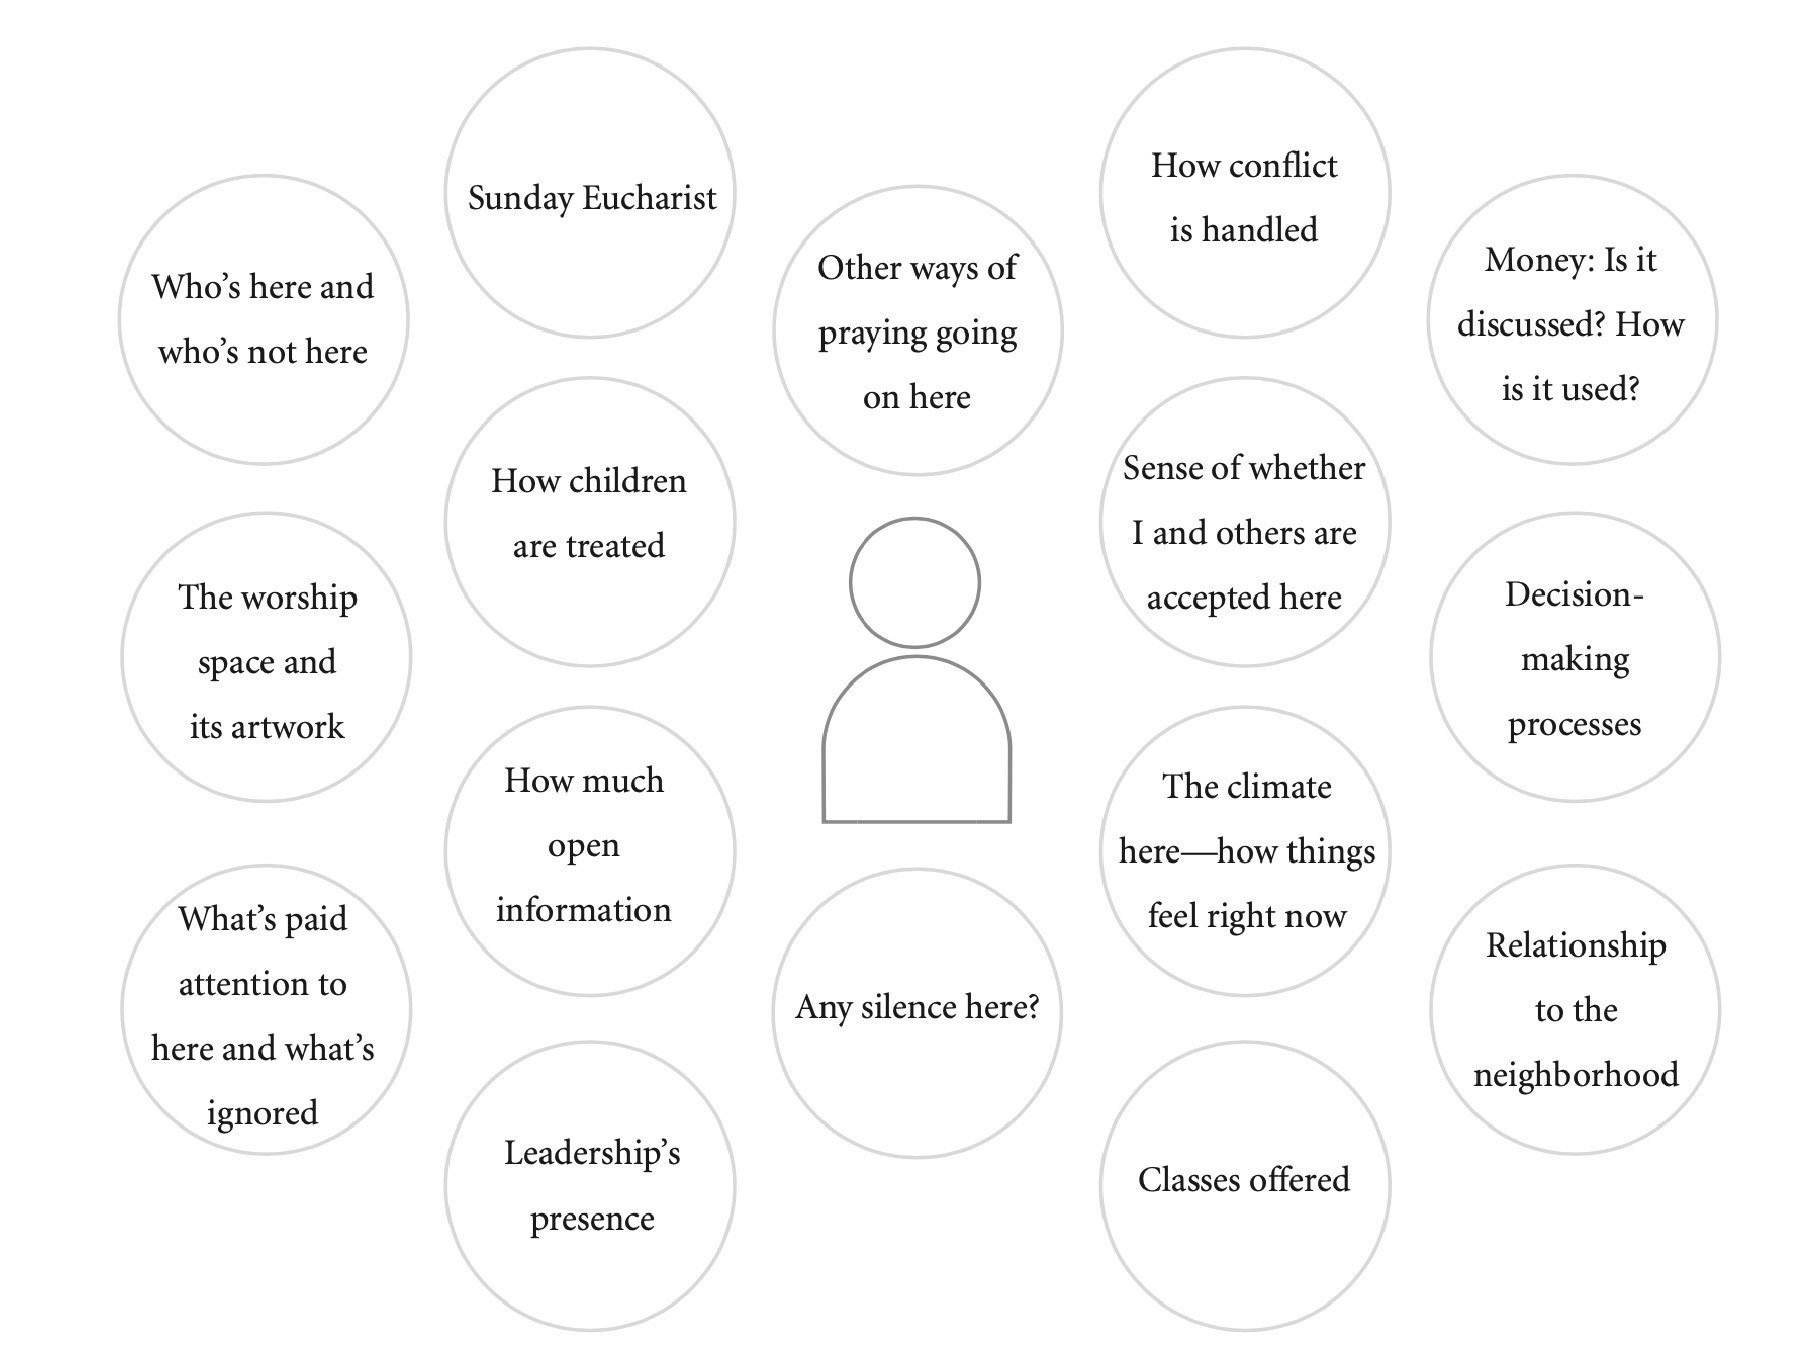 Sunday Eucharist
How conflict
is handled
Who’s here and
who’s not here
Other ways of
praying going
on here
Money: Is it
discussed? How
is it used?
How children
are treated
Sense of whether
I and others are
accepted here
The worship
space and
its artwork
Decision-
making
processes
How much
open
information
The climate
here—how things
feel right now
What’s paid
attention to
here and what’s
ignored
Any silence here?
Relationship
to the
neighborhood
Leadership’s
presence
Classes offered